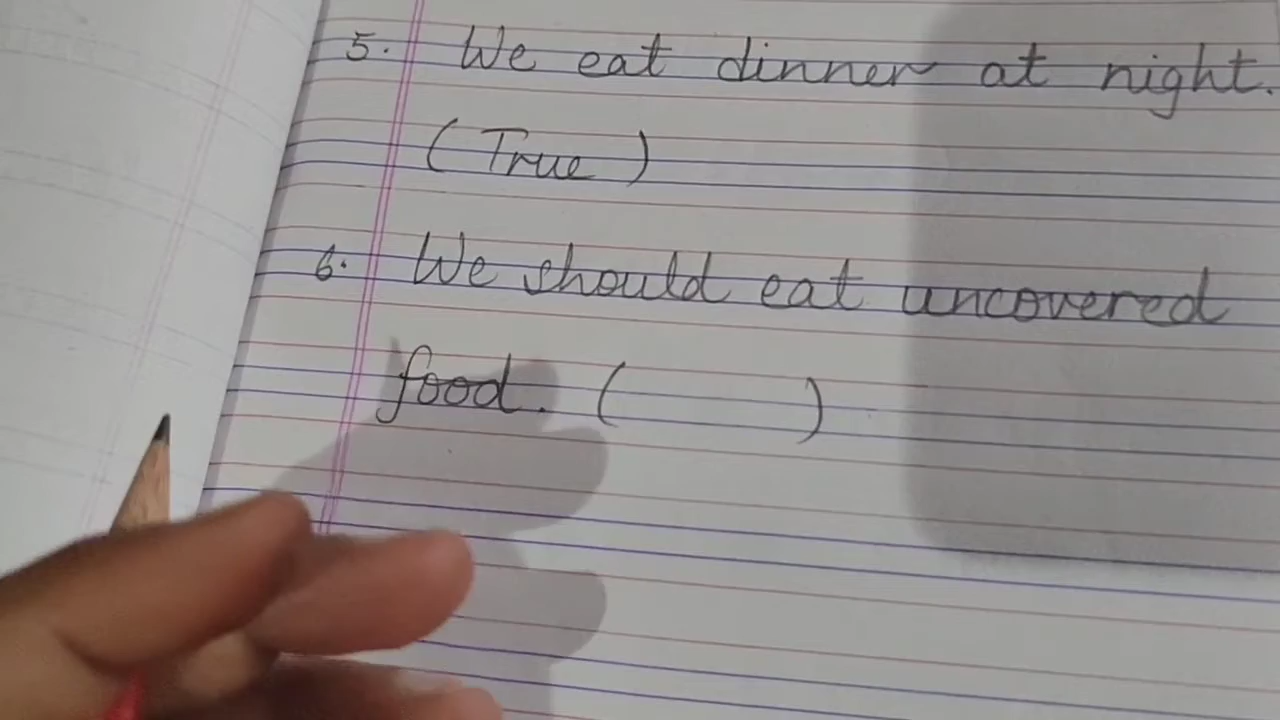 5. We eat dinner at night.
(True)
6. We should eat uncovered
food. ( )